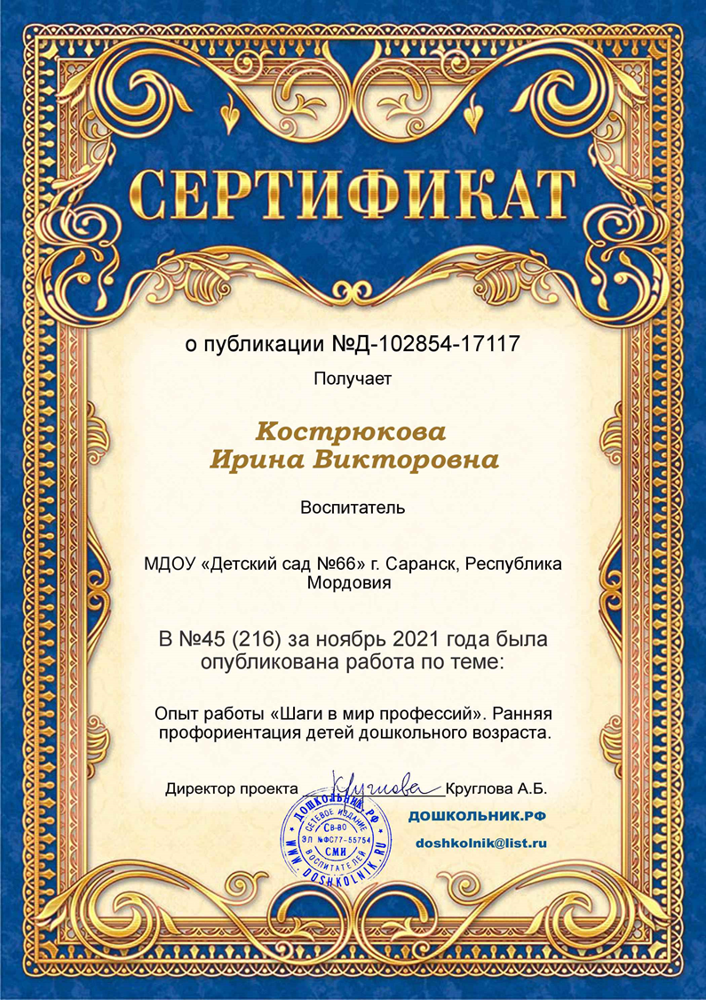 СЕРТИФИКАТ
о публикации №Д-102854-17117
Получает
Кострюкова
Ирина Викторовна
Воспитатель
МДОУ «Детский сад №66» г. Саранск, Республика
Мордовия
В №45 (216) за ноябрь 2021 года была
опубликована работа по теме:
Опыт работы «Шаги в мир профессий». Ранняя
профориентация детей дошкольного возраста.
Директор проекта Круглова Круглова А.Б.
ДОШКОЛЬНИК.РФ
doshkolnik@list.ru
ДОШКОЛЬНИК.РФ
СЕТЕВОЕ ИЗДАНИЕ
СВ-ВО
ЭЛ №ФС77-55754
СМИ
ВОСПИТАТЕЛЕЙ
WWW.DOSHKOLNIK.RU